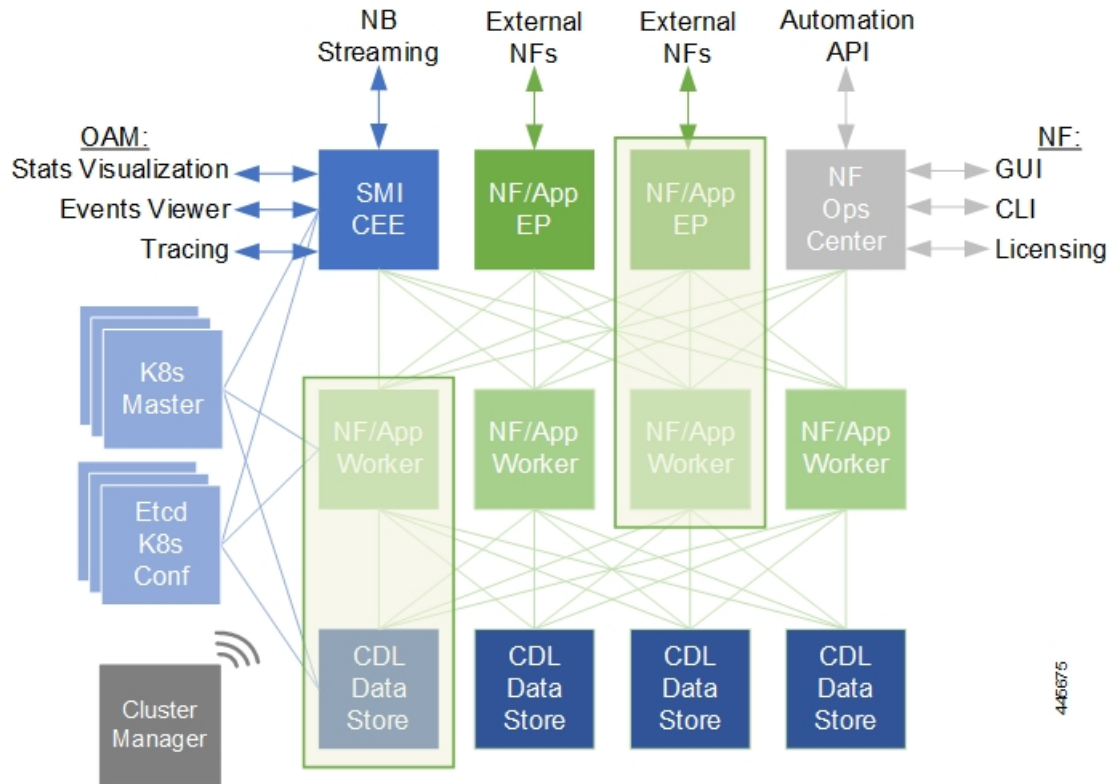 NB
Streaming
External
NFs
External
NFs
Automation
API
OAM:
Stats Visualization
Events Viewer
Tracing
SMI
CEE
NF/App
EP
NF/App
EP
NF
Ops
Center
NF:
GUI
CLI
Licensing
K8s
Master
NF/App
Worker
NF/App
Worker
NF/App
Worker
NF/App
Worker
Etcd
K8s
Conf
Cluster
Manager
CDL
Data
Store
CDL
Data
Store
CDL
Data
Store
CDL
Data
Store
445675